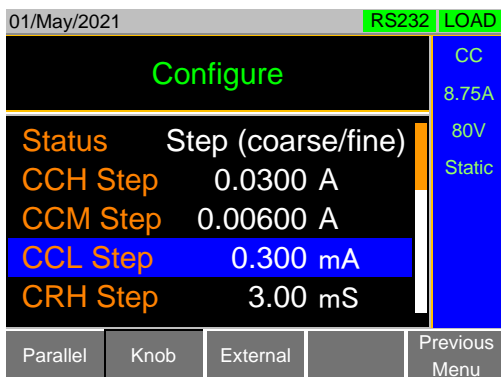 01/May/2021 RS232 LOAD
Configure
CC
8.75A
80V
Static
Status Step (coarse/fine)
CCH Step 0.0300 A
CCM Step 0.00600 A
CCL Step 0.300 mA
CRH Step 3.00 mS
Parallel Knob External Previous
Menu